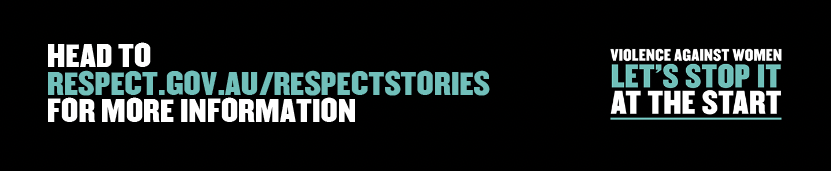 HEAD TO
RESPECT.GOV.AU/RESPECTSTORIES
FOR MORE INFORMATION
VIOLENCE AGAINST WOMEN
LET'S STOP IT
AT THE START